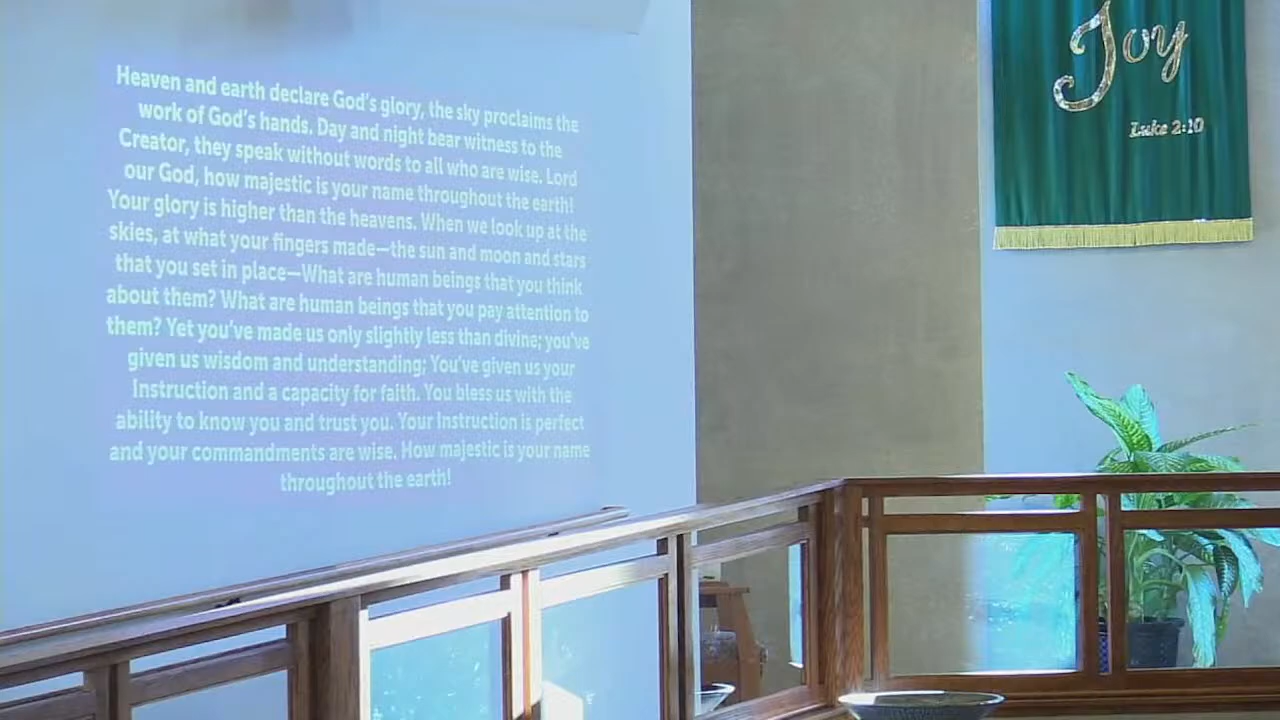 Heaven and earth declare God's glory, the sky proclaims the
work of God's hands. Day and night bear witness to the
Creator, they speak without words to all who are wise. Lord
our God, how majestic is your name throughout the earth!
Your glory is higher than the heavens. When we look up at the
skies, at what your fingers made—the sun and moon and stars
that you set in place—What are human beings that you think
about them? What are human beings that you pay attention to
them? Yet you've made us only slightly less than divine; you've
given us wisdom and understanding; You've given us your
Instruction and a capacity for faith. You bless us with the
ability to know you and trust you. Your Instruction is perfect
and your commandments are wise. How majestic is your name
throughout the earth!
Joy
Luke 2:10